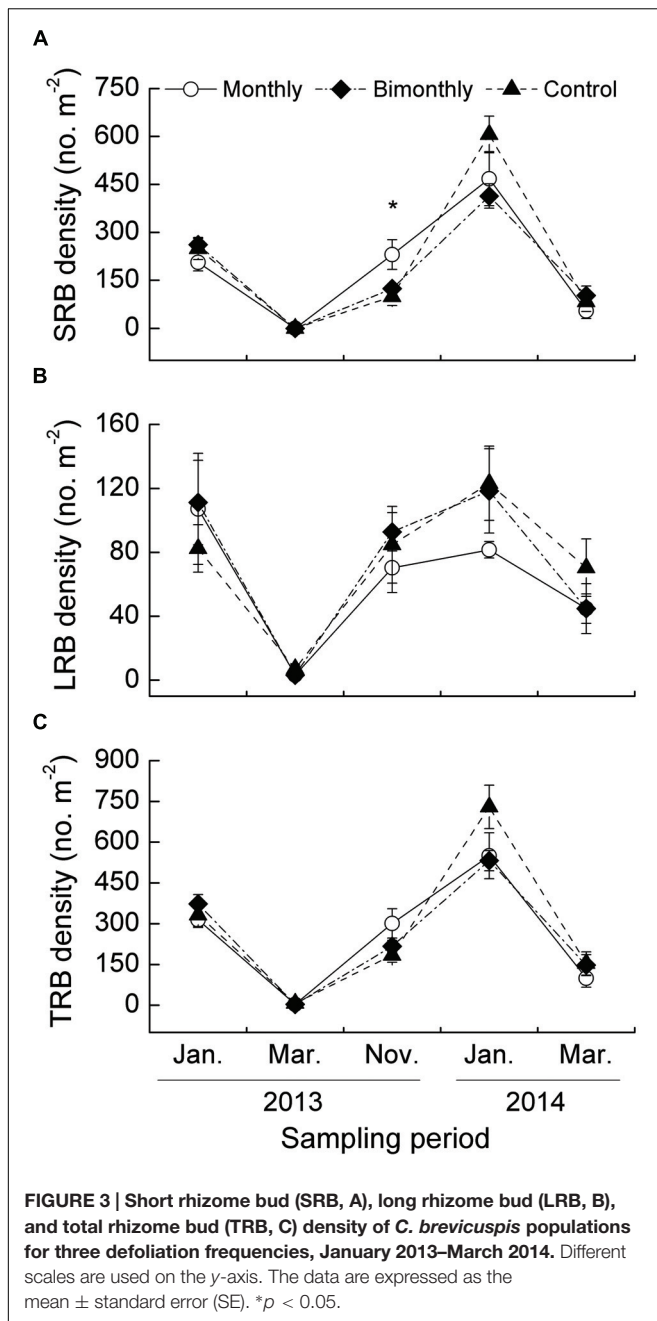 A
750
Monthly Bimonthly Control
600
450
300
150
0
SRB density (no. m⁻²)
*
B
160
120
80
40
0
LRB density (no. m⁻²)
C
900
750
600
450
300
150
0
TRB density (no. m⁻²)
Jan. Mar. Nov. Jan. Mar.
2013 2014
Sampling period
FIGURE 3 | Short rhizome bud (SRB, A), long rhizome bud (LRB, B),
and total rhizome bud (TRB, C) density of C. brevicuspis populations
for three defoliation frequencies, January 2013–March 2014. Different
scales are used on the y-axis. The data are expressed as the
mean ± standard error (SE). *p < 0.05.